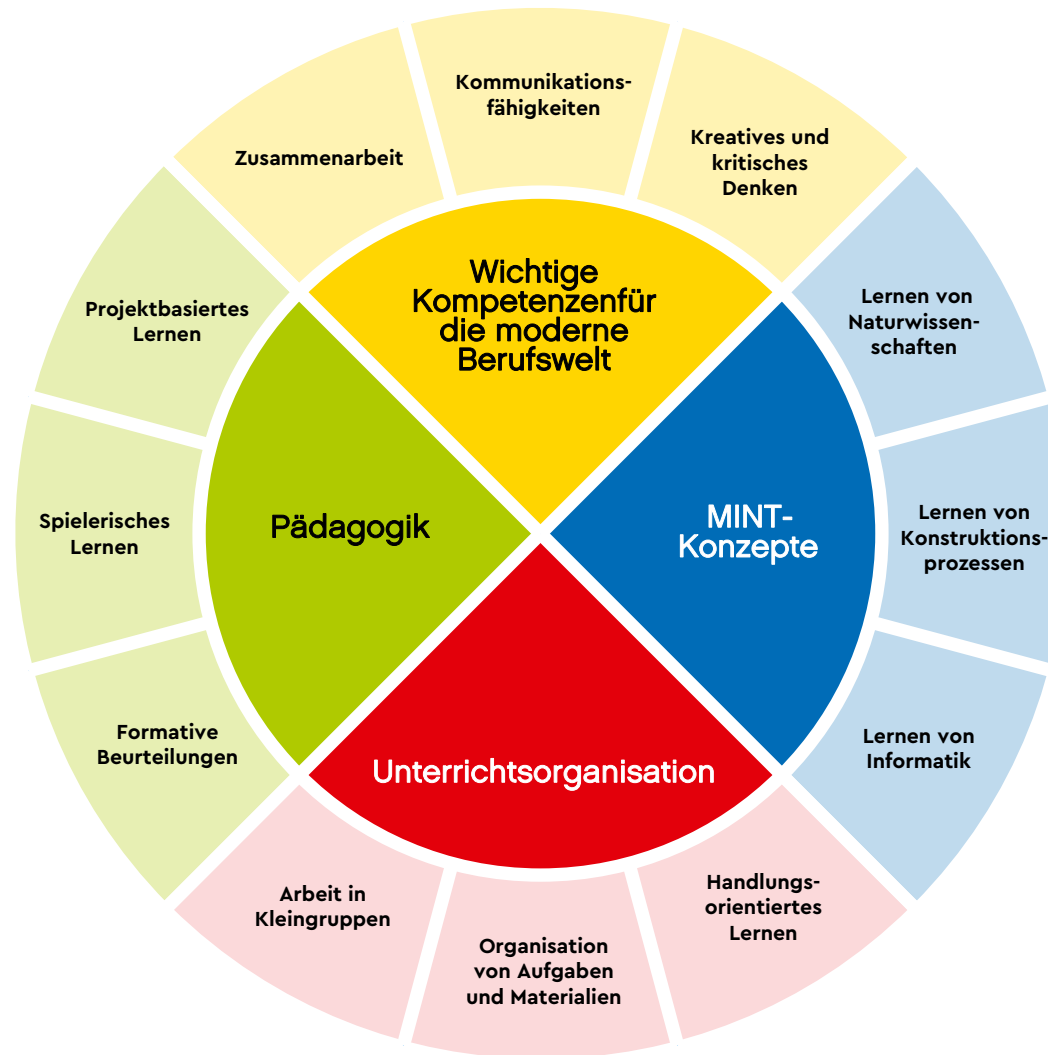 Kommunikations-
fähigkeiten
Zusammenarbeit
Kreatives und
kritisches
Denken
Wichtige
Kompetenzenfür
die moderne
Berufswelt
Projektbasiertes
Lernen
Lernen von
Naturwissen-
schaften
Spielerisches
Lernen
Pädagogik
MINT-
Konzepte
Lernen von
Konstruktions-
prozessen
Formative
Beurteilungen
Unterrichtsorganisation
Lernen von
Informatik
Arbeit in
Kleingruppen
Organisation
von Aufgaben
und Materialien
Handlungs-
orientiertes
Lernen